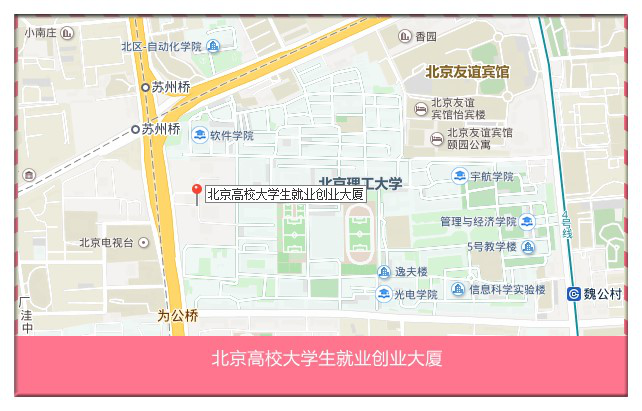 小南庄
香园
北区-自动化学院
北京友谊宾馆
苏州桥
北京友谊
宾馆怡宾楼
苏州桥
软件学院
北京友谊宾馆
颐园公寓
北京理工大学
宇航学院
北京高校大学生就业创业大厦
管理与经济学院
4号线
北京电视台
5号教学楼
逸夫楼
光电学院
信息科学实验楼
魏公村
厂洼中
为公桥
北京高校大学生就业创业大厦